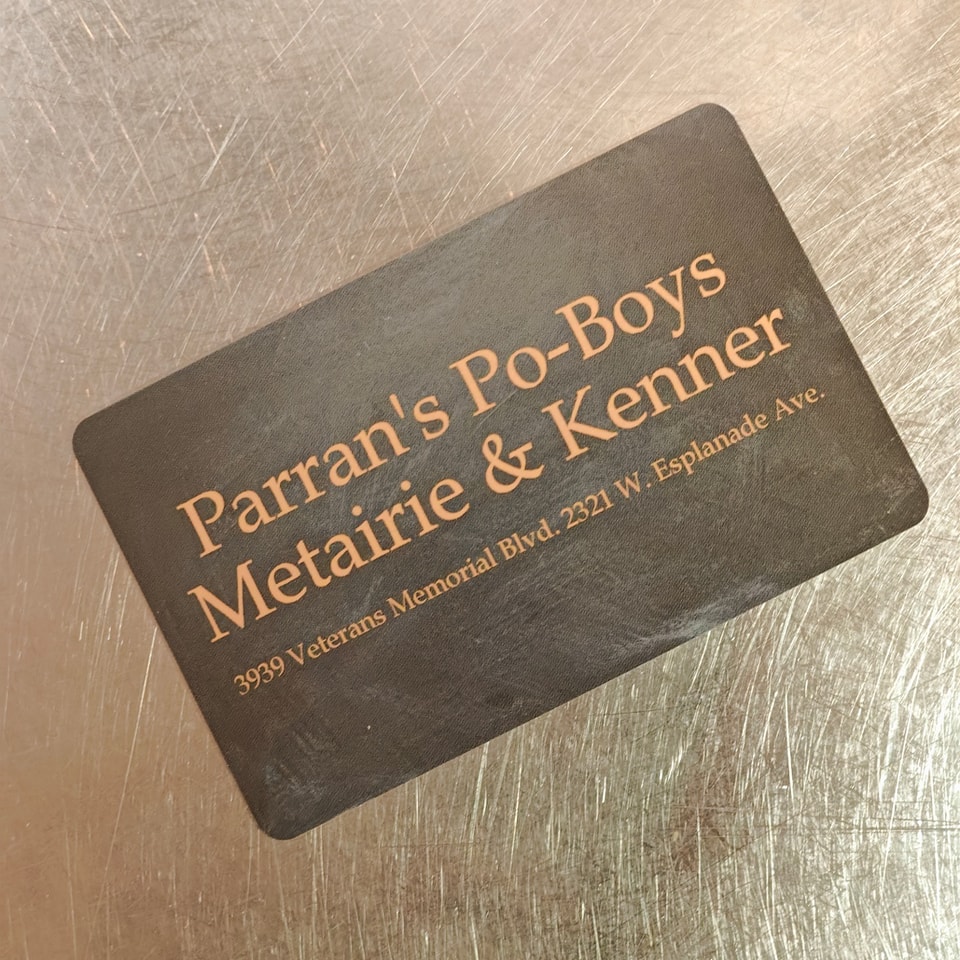 Parran's Po-Boys
Metairie & Kenner
3939 Veterans Memorial Blvd. 2321 W. Esplanade Ave.